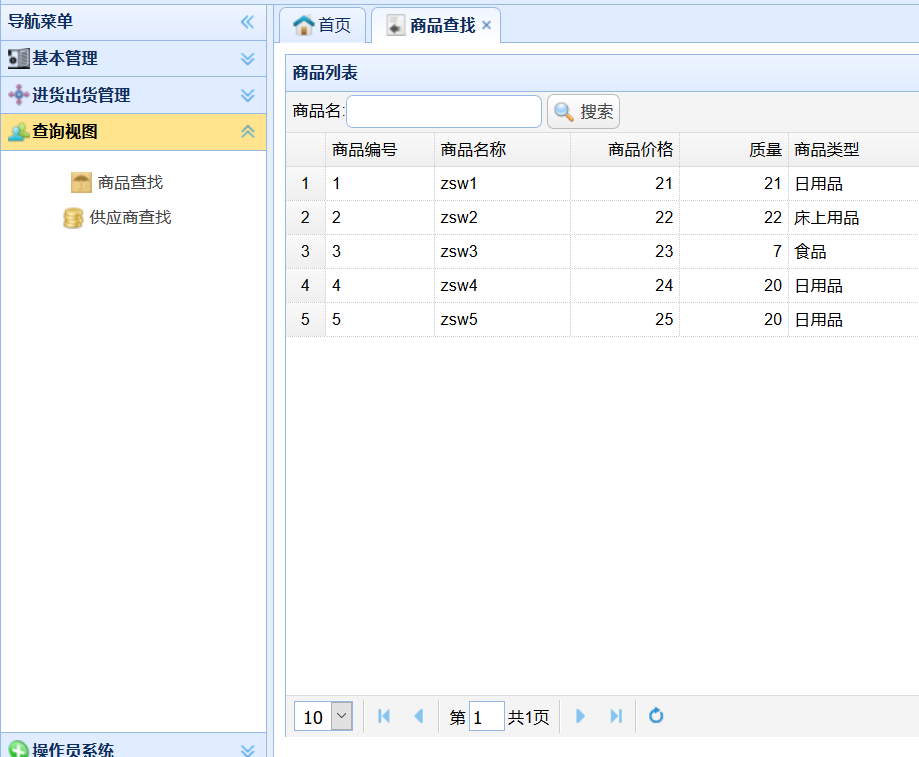 导航菜单
基本管理
进货出货管理
查询视图
商品查找
供应商查找
操作员系统
首页
商品查找
商品列表
商品名:
搜索
商品编号 商品名称 商品价格 质量 商品类型
1 1 zsw1 21 21 日用品
2 2 zsw2 22 22 床上用品
3 3 zsw3 23 7 食品
4 4 zsw4 24 20 日用品
5 5 zsw5 25 20 日用品
10 第 1 共1页